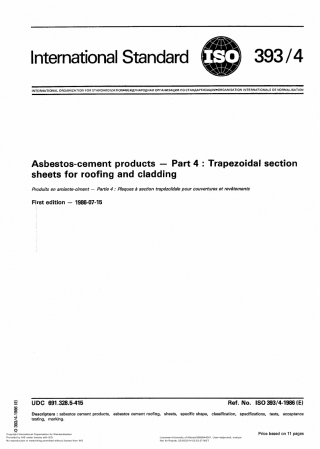 International Standard ISO 393/4
INTERNATIONAL ORGANIZATION FOR STANDARDIZATION•МЕЖДУНАРОДНАЯ ОРГАНИЗАЦИЯ ПО СТАНДАРТИЗАЦИИ•ORGANISATION INTERNATIONALE DE NORMALISATION
Asbestos-cement products — Part 4 : Trapezoidal section
sheets for roofing and cladding
Produits en amiante-ciment — Partie 4 : Plaques à section trapézoïdale pour couvertures et revêtements
First edition — 1986-07-15
ISO 393/4-1986 (E)
UDC 691.328.5-415
Ref. No. ISO 393/4-1986 (E)
Descriptors : asbestos cement products, asbestos cement roofing, sheets, specific shape, classification, specifications, tests, acceptance
testing, marking.
Price based on 11 pages